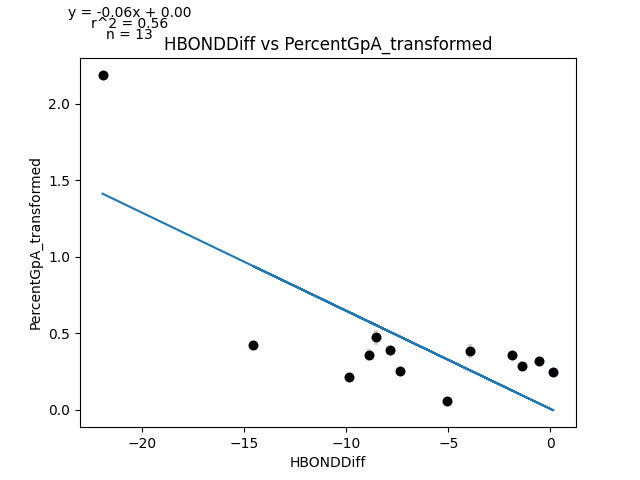 y = -0.06x + 0.00
r^2 = 0.56
n = 13
HBONDDiff vs PercentGpA_transformed
PercentGpA_transformed
2.0
1.5
1.0
0.5
0.0
−20
−15
−10
−5
0
HBONDDiff